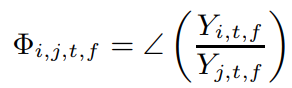 Φ_{i,j,t,f} = ∠ ( Y_{i,t,f} / Y_{j,t,f} )